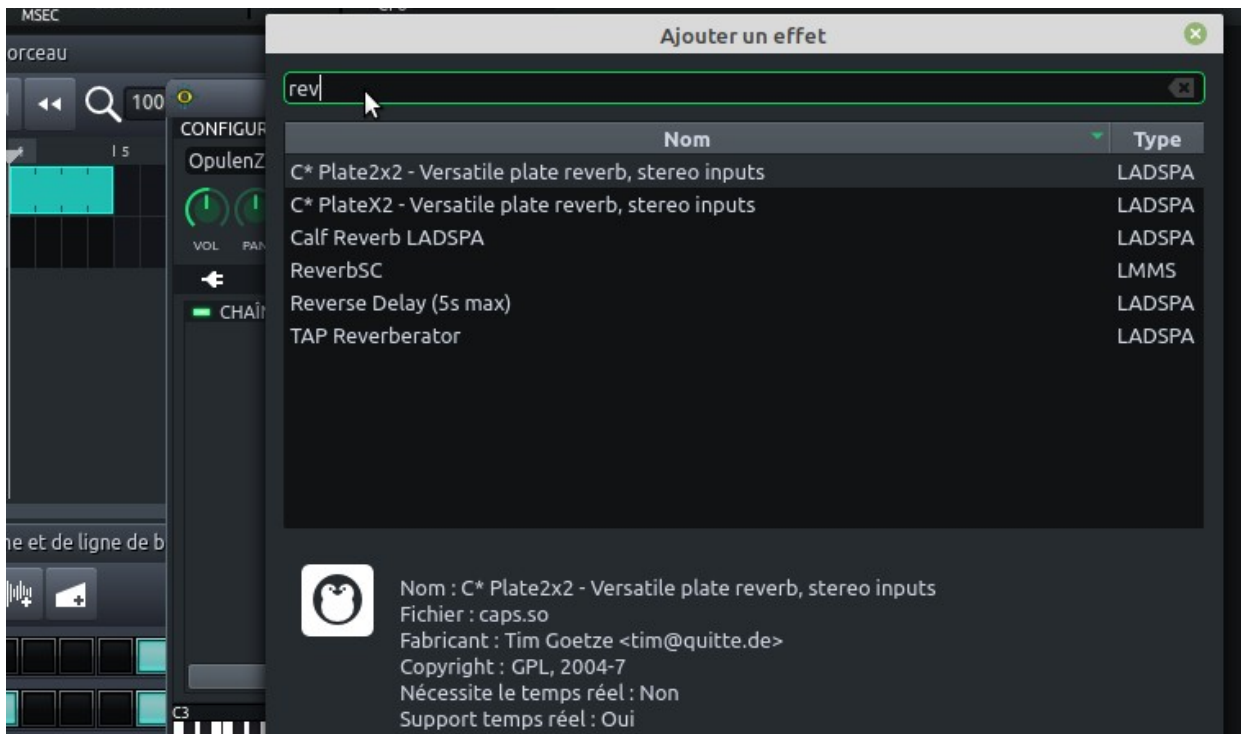 MSEC
CPU
Ajouter un effet
orceau
rev
100
CONFIGUR
Nom Type
15
OpulenZ
C* Plate2x2 - Versatile plate reverb, stereo inputs LADSPA
C* PlateX2 - Versatile plate reverb, stereo inputs LADSPA
VOL PAN
Calf Reverb LADSPA LADSPA
ReverbSC LMMS
CHAÎ
Reverse Delay (5s max) LADSPA
TAP Reverberator LADSPA
ne et de ligne de b
Nom : C* Plate2x2 - Versatile plate reverb, stereo inputs
Fichier : caps.so
Fabricant : Tim Goetze <tim@quitte.de>
Copyright : GPL, 2004-7
Nécessite le temps réel : Non
C3
Support temps réel : Oui